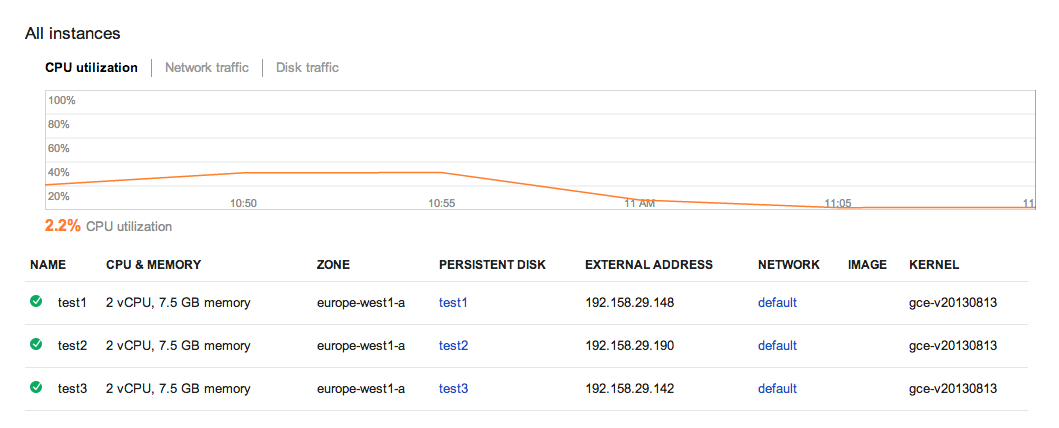 All instances
CPU utilization Network traffic Disk traffic
100%
80%
60%
40%
20%
10:50 10:55 11 AM 11:05 11:
2.2% CPU utilization
NAME CPU & MEMORY ZONE PERSISTENT DISK EXTERNAL ADDRESS NETWORK IMAGE KERNEL
test1 2 vCPU, 7.5 GB memory europe-west1-a test1 192.158.29.148 default gce-v20130813
test2 2 vCPU, 7.5 GB memory europe-west1-a test2 192.158.29.190 default gce-v20130813
test3 2 vCPU, 7.5 GB memory europe-west1-a test3 192.158.29.142 default gce-v20130813